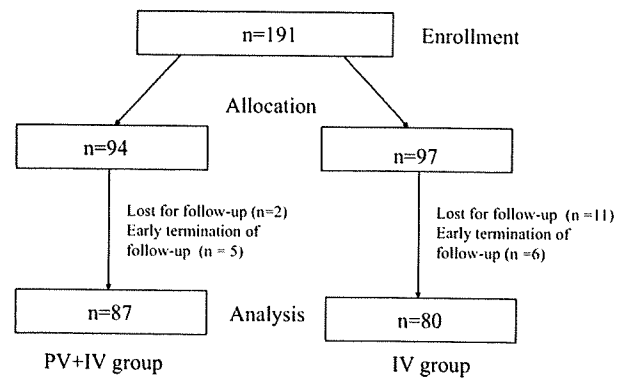 n=191
Enrollment
Allocation
n=94
n=97
Lost for follow-up (n=2)
Early termination of
follow-up (n = 5)
Lost for follow-up (n =11)
Early termination of
follow-up (n =6)
n=87
Analysis
n=80
PV+IV group
IV group